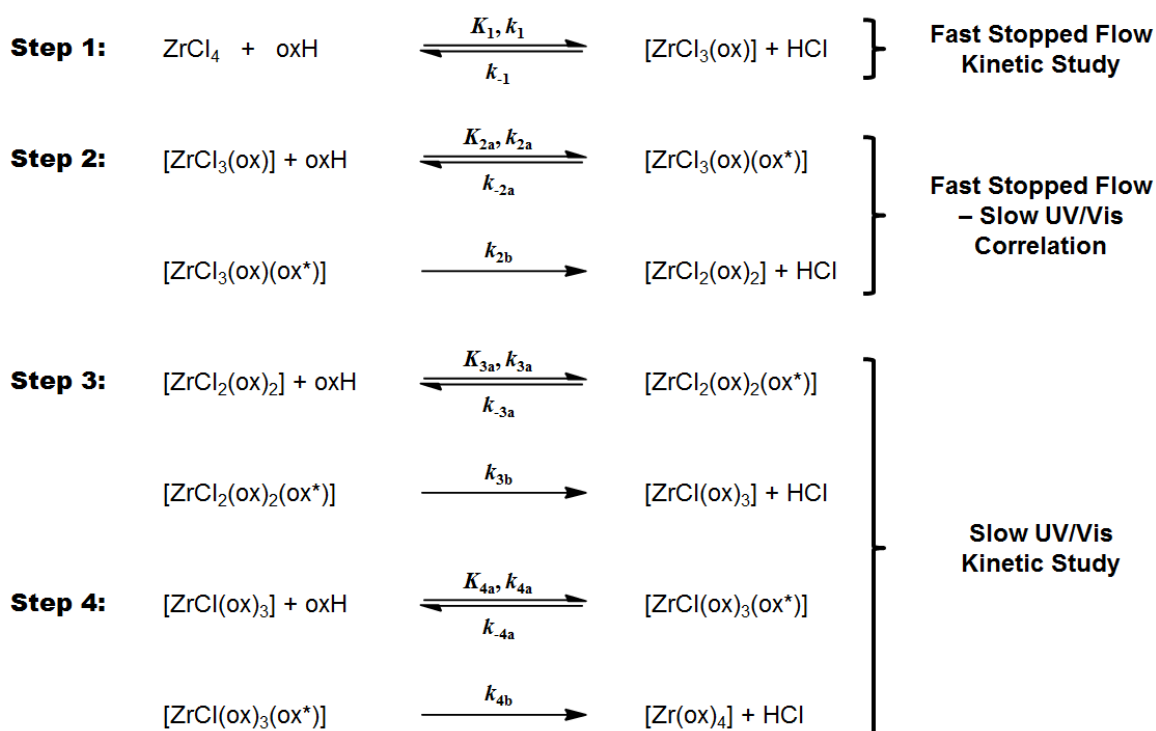 Step 1: ZrCl₄ + oxH K₁, k₁ k₋₁ [ZrCl₃(ox)] + HCl Fast Stopped Flow
Kinetic Study
Step 2: [ZrCl₃(ox)] + oxH K₂ₐ, k₂ₐ k₋₂ₐ [ZrCl₃(ox)(ox*)]
Fast Stopped Flow
– Slow UV/Vis
Correlation
[ZrCl₃(ox)(ox*)] k₂b [ZrCl₂(ox)₂] + HCl
Step 3: [ZrCl₂(ox)₂] + oxH K₃ₐ, k₃ₐ k₋₃ₐ [ZrCl₂(ox)₂(ox*)]
[ZrCl₂(ox)₂(ox*)] k₃b [ZrCl(ox)₃] + HCl
Slow UV/Vis
Kinetic Study
Step 4: [ZrCl(ox)₃] + oxH K₄ₐ, k₄ₐ k₋₄ₐ [ZrCl(ox)₃(ox*)]
[ZrCl(ox)₃(ox*)] k₄b [Zr(ox)₄] + HCl